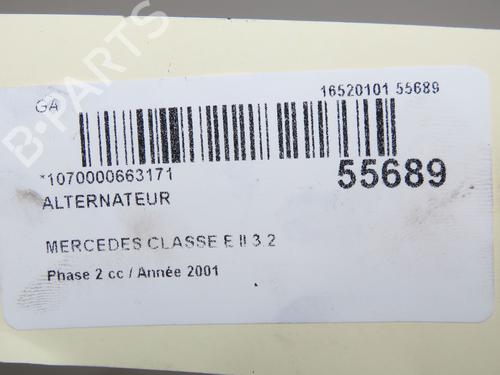 B-PARTS
GA
16520101 55689
*1070000663171
55689
ALTERNATEUR
MERCEDES CLASSE E II 3.2
Phase 2 cc / Année 2001